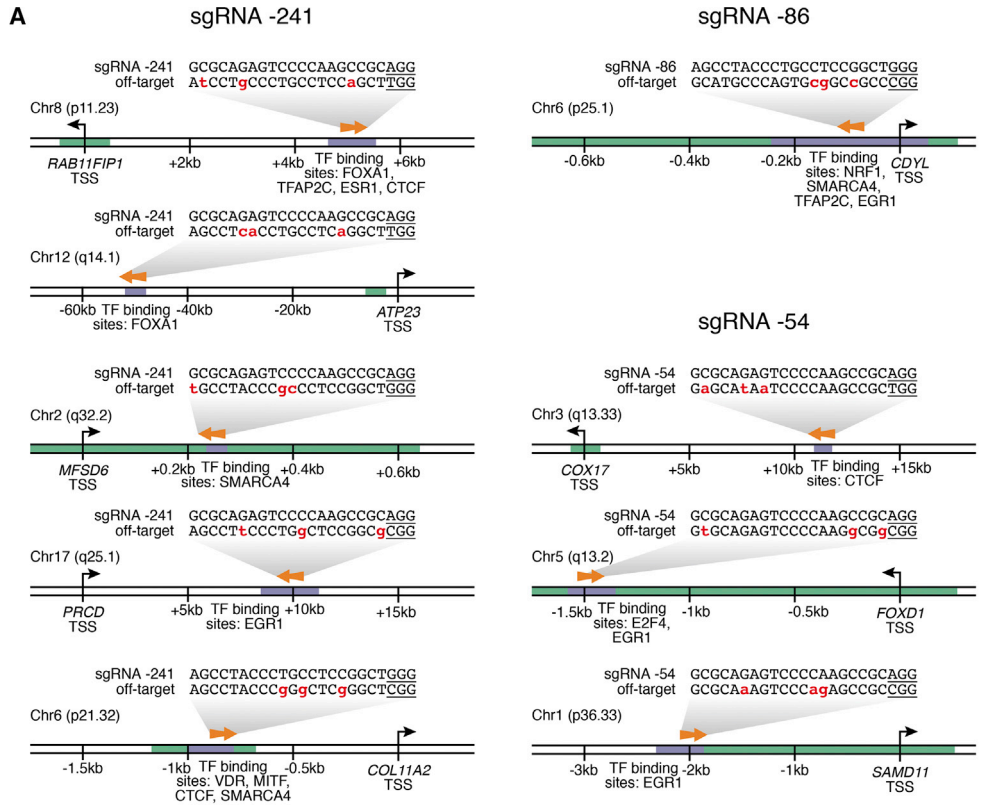 A
sgRNA -241
sgRNA -241 GCGCAGAGTCCCCAAGCCGCAGG
off-target AtCCTgCCCTGCCTCCaGCTTGG
Chr8 (p11.23)
RAB11FIP1
TSS
+2kb
+4kb
+6kb
TF binding
sites: FOXA1,
TFAP2C, ESR1, CTCF
sgRNA -241 GCGCAGAGTCCCCAAGCCGCAGG
off-target AGCCTcaCCTGCCTCaGGCTTGG
Chr12 (q14.1)
-60kb
TF binding
sites: FOXA1
-40kb
-20kb
ATP23
TSS
sgRNA -241 GCGCAGAGTCCCCAAGCCGCAGG
off-target tGCCTACCCgcCCTCCGGCTGGG
Chr2 (q32.2)
MFSD6
TSS
+0.2kb
TF binding
sites: SMARCA4
+0.4kb
+0.6kb
sgRNA -241 GCGCAGAGTCCCCAAGCCGCAGG
off-target AGCCTtCCCTGgCTCCGGCgCGG
Chr17 (q25.1)
PRCD
TSS
+5kb
TF binding
sites: EGR1
+10kb
+15kb
sgRNA -241 AGCCTACCCTGCCTCCGGCTGGG
off-target AGCCTACCCgGgCTCgGGCTCGG
Chr6 (p21.32)
-1.5kb
-1kb
TF binding
sites: VDR, MITF,
CTCF, SMARCA4
-0.5kb
COL11A2
TSS
sgRNA -86
sgRNA -86 AGCCTACCCTGCCTCCGGCTGGG
off-target GCATGCCCAGTGcgGCcGCCCGG
Chr6 (p25.1)
-0.6kb
-0.4kb
-0.2kb
TF binding
sites: NRF1,
SMARCA4,
TFAP2C, EGR1
CDYL
TSS
sgRNA -54
sgRNA -54 GCGCAGAGTCCCCAAGCCGCAGG
off-target GaGCAtAaTCCCCAAGCCGCTGG
Chr3 (q13.33)
COX17
TSS
+5kb
+10kb
TF binding
sites: CTCF
+15kb
sgRNA -54 GCGCAGAGTCCCCAAGCCGCAGG
off-target GtGCAGAGTCCCCAAGgCGgCGG
Chr5 (q13.2)
-1.5kb
TF binding
sites: E2F4,
EGR1
-1kb
-0.5kb
FOXD1
TSS
sgRNA -54 GCGCAGAGTCCCCAAGCCGCAGG
off-target GCGCAaAGTCCCagAGCCGCCGG
Chr1 (p36.33)
-3kb
TF binding
sites: EGR1
-2kb
-1kb
SAMD11
TSS